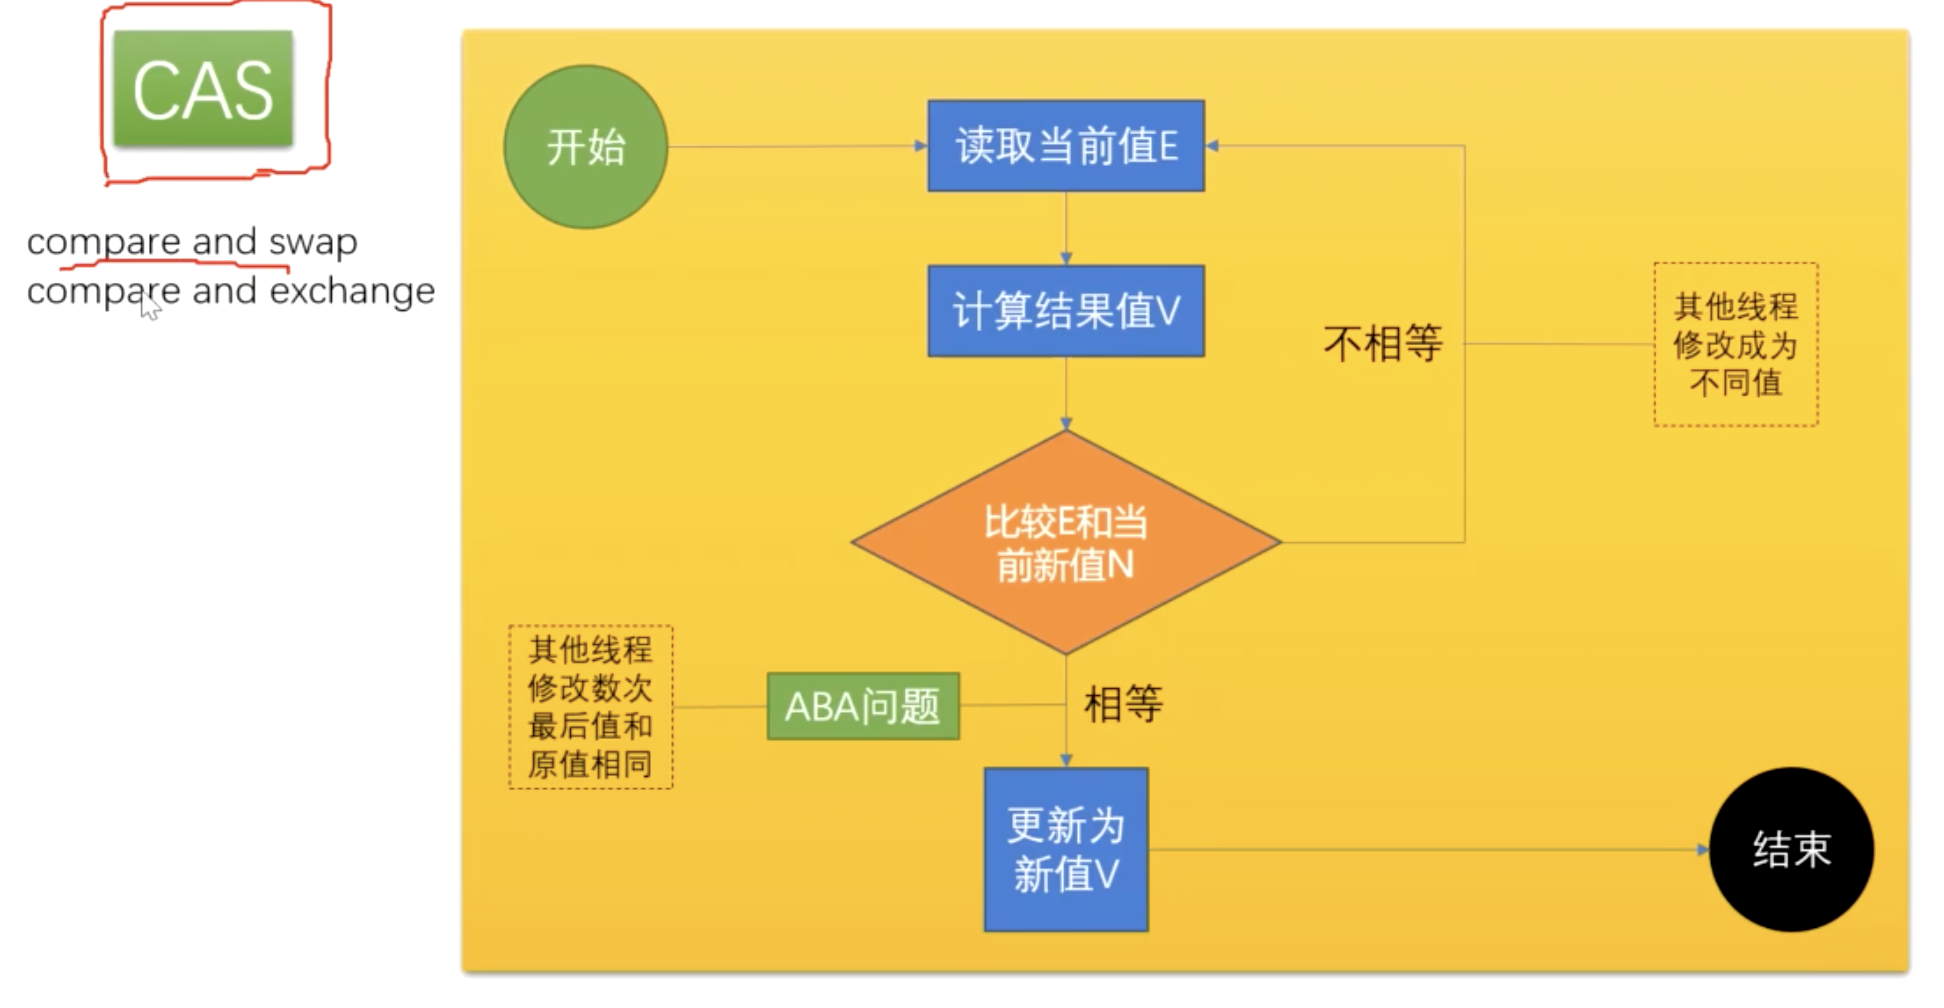 CAS
compare and swap
compare and exchange
开始
读取当前值E
计算结果值V
不相等
其他线程
修改成为
不同值
比较E和当
前新值N
其他线程
修改数次
最后值和
原值相同
ABA问题
相等
更新为
新值V
结束